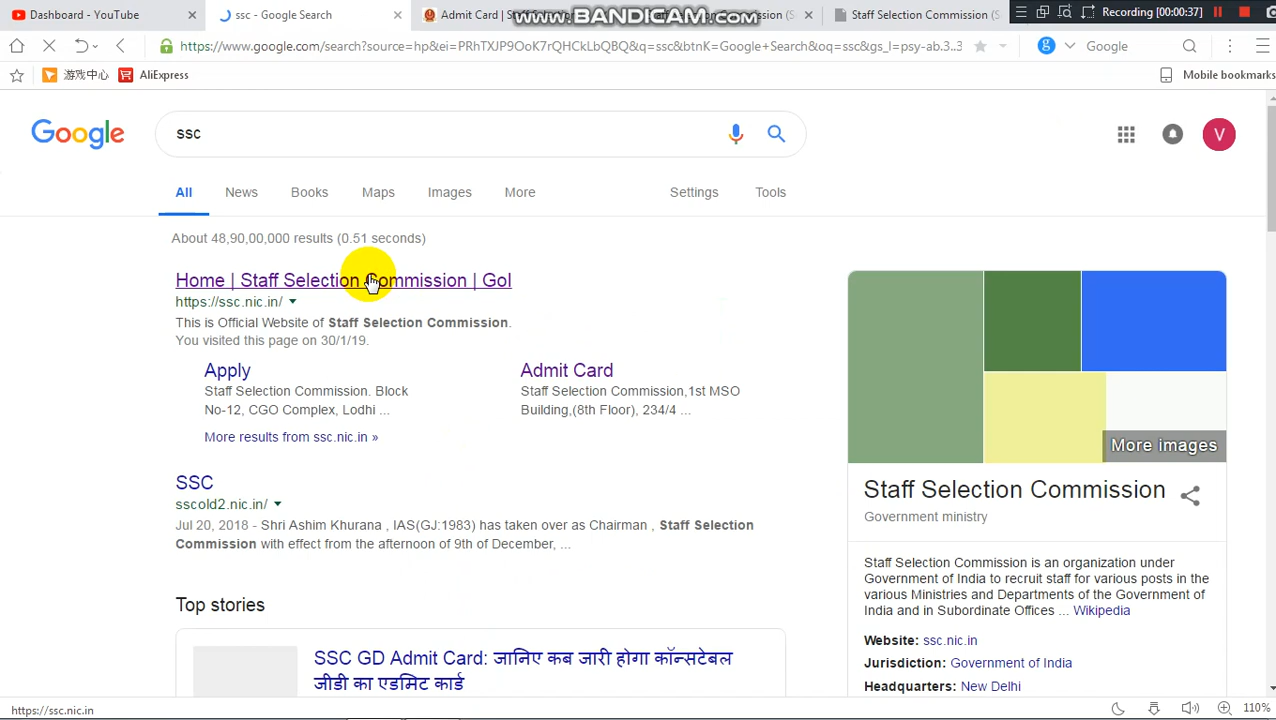 Dashboard - YouTube
ssc - Google Search
Admit Card | Staff
www.BANDICAM.com
Staff Selection Commission (S
Recording [00:00:37]
https://www.google.com/search?source=hp&ei=PRhTXJP9OoK7rQHCkLbQBQ&q=ssc&btnK=Google+Search&oq=ssc&gs_l=psy-ab.3..3...
Google
游戏中心
AliExpress
Mobile bookmarks
Google
ssc
V
All News Books Maps Images More Settings Tools
About 48,90,00,000 results (0.51 seconds)
Home | Staff Selection Commission | GoI
https://ssc.nic.in/
This is Official Website of Staff Selection Commission.
You visited this page on 30/1/19.
Apply
Staff Selection Commission. Block
No-12, CGO Complex, Lodhi ...
Admit Card
Staff Selection Commission,1st MSO
Building,(8th Floor), 234/4 ...
More results from ssc.nic.in »
SSC
sscold2.nic.in/
Jul 20, 2018 - Shri Ashim Khurana , IAS(GJ:1983) has taken over as Chairman , Staff Selection
Commission with effect from the afternoon of 9th of December, ...
Top stories
SSC GD Admit Card: जानिए कब जारी होगा कॉन्सटेबल
जीडी का एडमिट कार्ड
More images
Staff Selection Commission
Government ministry
Staff Selection Commission is an organization under
Government of India to recruit staff for various posts in the
various Ministries and Departments of the Government of
India and in Subordinate Offices ... Wikipedia
Website: ssc.nic.in
Jurisdiction: Government of India
Headquarters: New Delhi
https://ssc.nic.in
110%